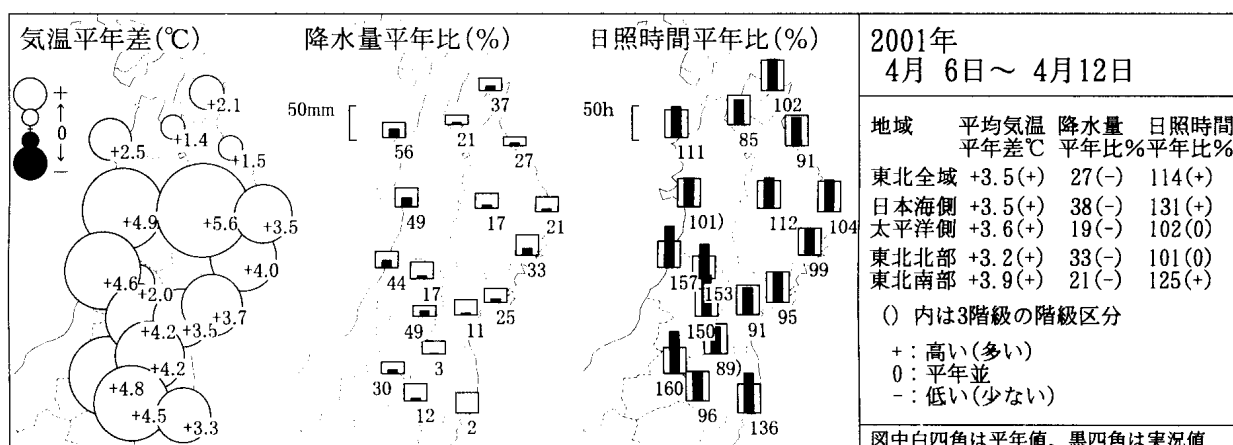 気温平年差(℃)
+
↑
0
↓
−
+2.1
+1.4
+2.5
+1.5
+4.9
+5.6
+3.5
+4.6
+4.0
+2.0
+3.7
+4.2
+3.5
+4.2
+4.8
+4.5
+3.3
降水量平年比(%)
50mm
37
21
56
27
49
17
21
33
44
17
25
49
11
3
30
12
2
日照時間平年比(%)
50h
102
85
111
91
101)
112
104
99
157
153
95
150
91
89)
160
96
136
2001年
4月 6日~ 4月12日
地域 平均気温 降水量 日照時間
平年差℃ 平年比% 平年比%
東北全域 +3.5(+) 27(-) 114(+)
日本海側 +3.5(+) 38(-) 131(+)
太平洋側 +3.6(+) 19(-) 102(0)
東北北部 +3.2(+) 33(-) 101(0)
東北南部 +3.9(+) 21(-) 125(+)
() 内は3階級の階級区分
+:高い(多い)
0:平年並
-:低い(少ない)
図中白四角は平年値、黒四角は実況値